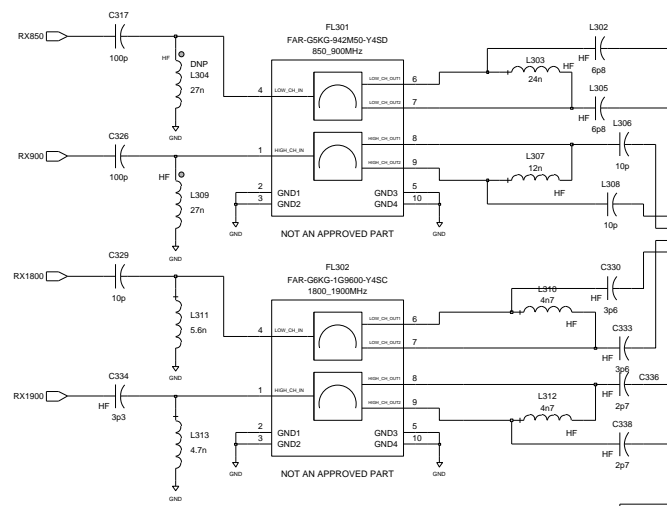 C317
RX850
100p
HF
DNP
L304
27n
GND
FL301
FAR-G5KG-942M50-Y4SD
850_900MHz
4
LOW_CH_IN
LOW_CH_OUT1
6
LOW_CH_OUT2
7
1
HIGH_CH_IN
HIGH_CH_OUT1
8
HIGH_CH_OUT2
9
2
GND1
3
GND2
GND3
5
GND4
10
GND
GND
NOT AN APPROVED PART
L302
HF
6p8
L303
HF
24n
L305
HF
6p8
L306
10p
L307
12n
HF
L308
10p
C326
RX900
100p
HF
L309
27n
GND
C329
RX1800
10p
L311
5.6n
GND
FL302
FAR-G6KG-1G9600-Y4SC
1800_1900MHz
4
LOW_CH_IN
LOW_CH_OUT1
6
LOW_CH_OUT2
7
1
HIGH_CH_IN
HIGH_CH_OUT1
8
HIGH_CH_OUT2
9
2
GND1
3
GND2
GND3
5
GND4
10
GND
GND
NOT AN APPROVED PART
C330
HF
3p6
L310
4n7
HF
C333
HF
3p6
C336
HF
2p7
L312
4n7
HF
C338
HF
2p7
C334
RX1900
HF
3p3
L313
4.7n
GND